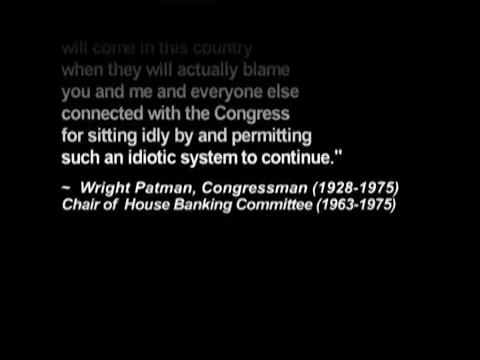 will come in this country
when they will actually blame
you and me and everyone else
connected with the Congress
for sitting idly by and permitting
such an idiotic system to continue."
~ Wright Patman, Congressman (1928-1975)
Chair of House Banking Committee (1963-1975)